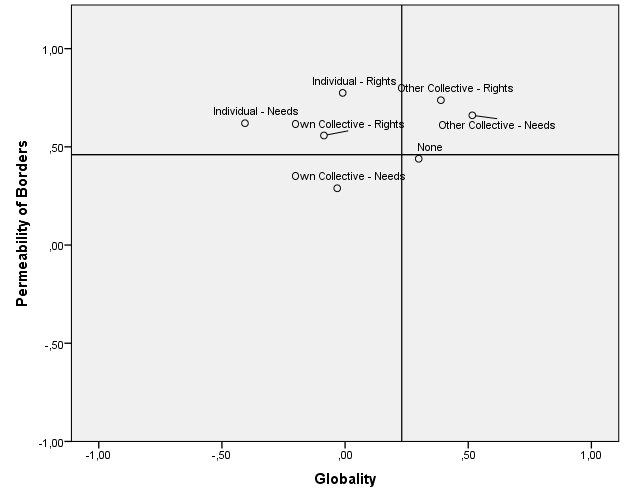 1,00
Individual - Rights
Other Collective - Rights
Individual - Needs
Own Collective - Rights
Other Collective - Needs
,50
None
Own Collective - Needs
Permeability of Borders
,00
-,50
-1,00
-1,00
-,50
,00
,50
1,00
Globality